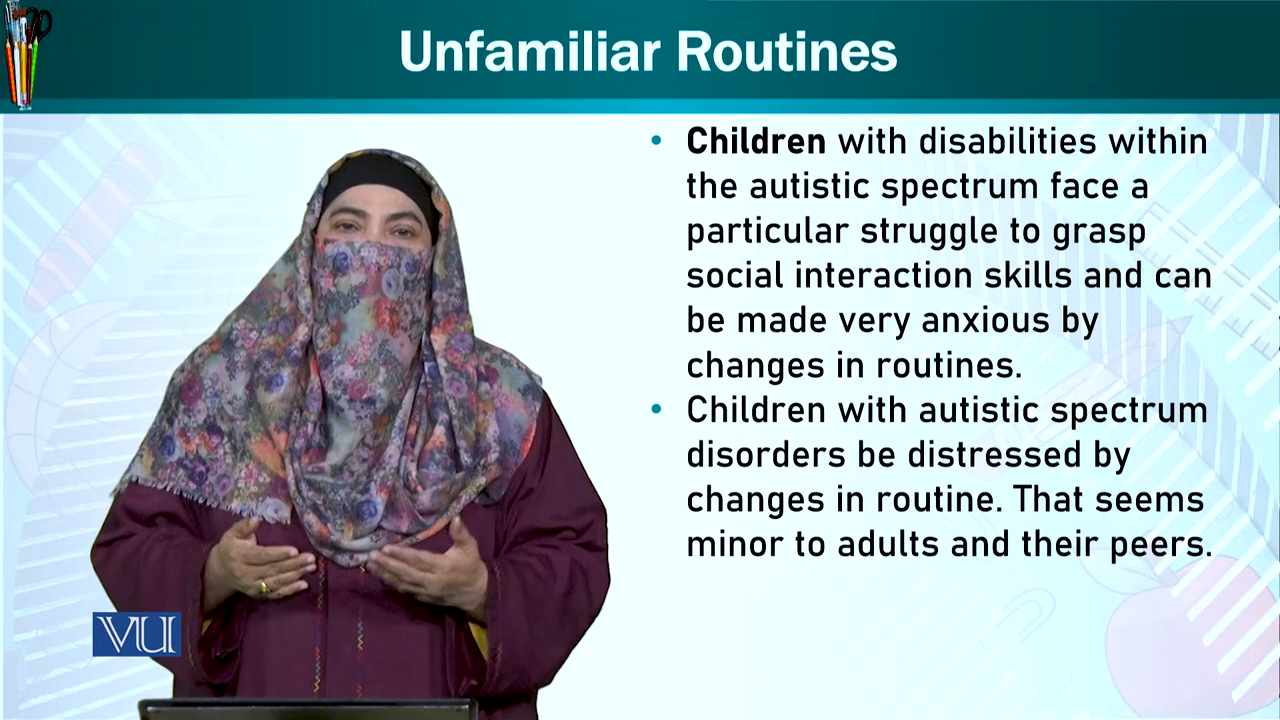 Unfamiliar Routines
• Children with disabilities within
the autistic spectrum face a
particular struggle to grasp
social interaction skills and can
be made very anxious by
changes in routines.
• Children with autistic spectrum
disorders be distressed by
changes in routine. That seems
minor to adults and their peers.
VU